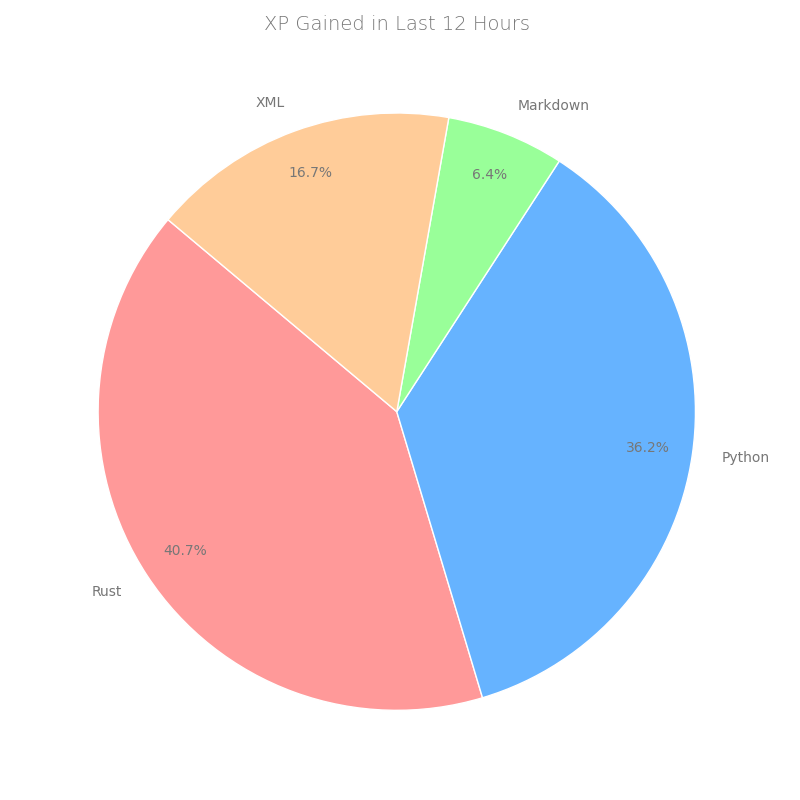 XP Gained in Last 12 Hours
XML
Markdown
16.7%
6.4%
36.2%
Python
40.7%
Rust